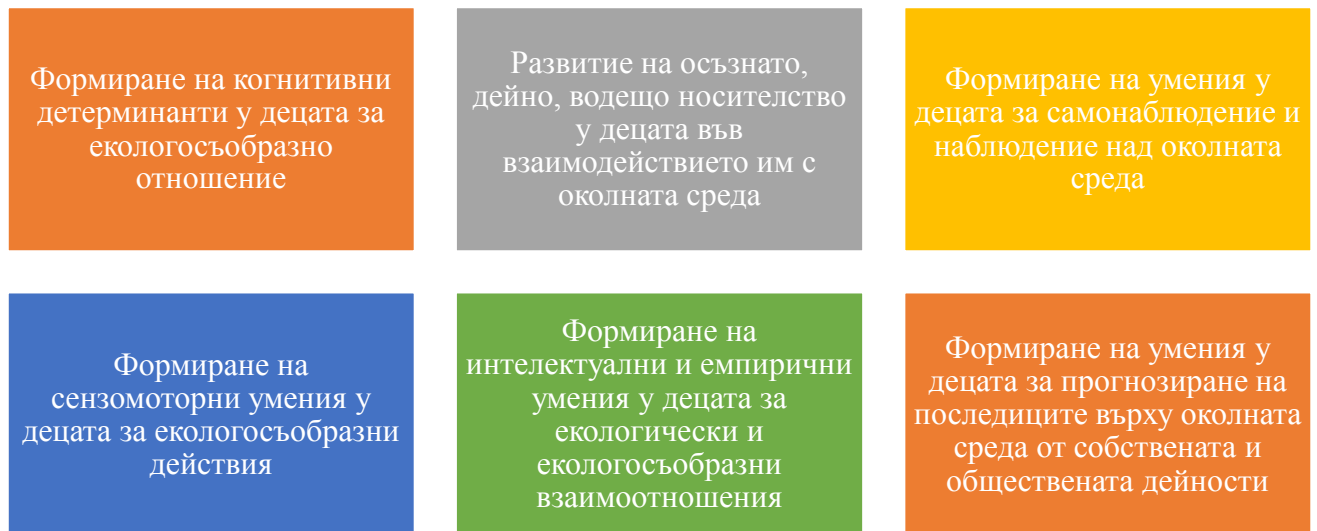 Формиране на когнитивни
детерминанти у децата за
екологосъобразно
отношение
Развитие на осъзнато,
дейно, водещо носителство
у децата във
взаимодействието им с
околната среда
Формиране на умения у
децата за самонаблюдение и
наблюдение над околната
среда
Формиране на
сензомоторни умения у
децата за екологосъобразни
действия
Формиране на
интелектуални и емпирични
умения у децата за
екологически и
екологосъобразни
взаимоотношения
Формиране на умения у
децата за прогнозиране на
последиците върху околната
среда от собствената и
обществената дейности